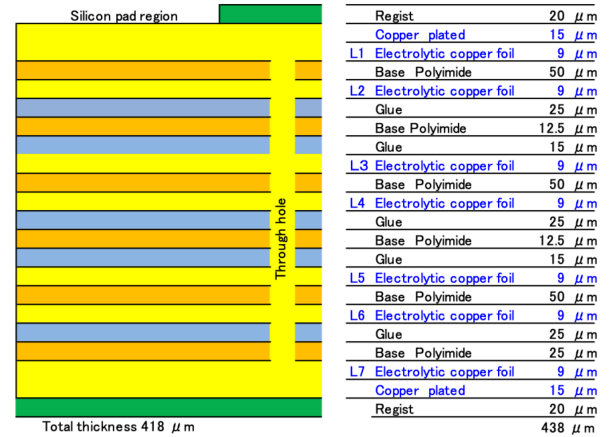 Silicon pad region
Through hole
Total thickness 418 μm
Regist 20 μm
Copper plated 15 μm
L1 Electrolytic copper foil 9 μm
Base Polyimide 50 μm
L2 Electrolytic copper foil 9 μm
Glue 25 μm
Base Polyimide 12.5 μm
Glue 15 μm
L3 Electrolytic copper foil 9 μm
Base Polyimide 50 μm
L4 Electrolytic copper foil 9 μm
Glue 25 μm
Base Polyimide 12.5 μm
Glue 15 μm
L5 Electrolytic copper foil 9 μm
Base Polyimide 50 μm
L6 Electrolytic copper foil 9 μm
Glue 25 μm
Base Polyimide 25 μm
L7 Electrolytic copper foil 9 μm
Copper plated 15 μm
Regist 20 μm
438 μm